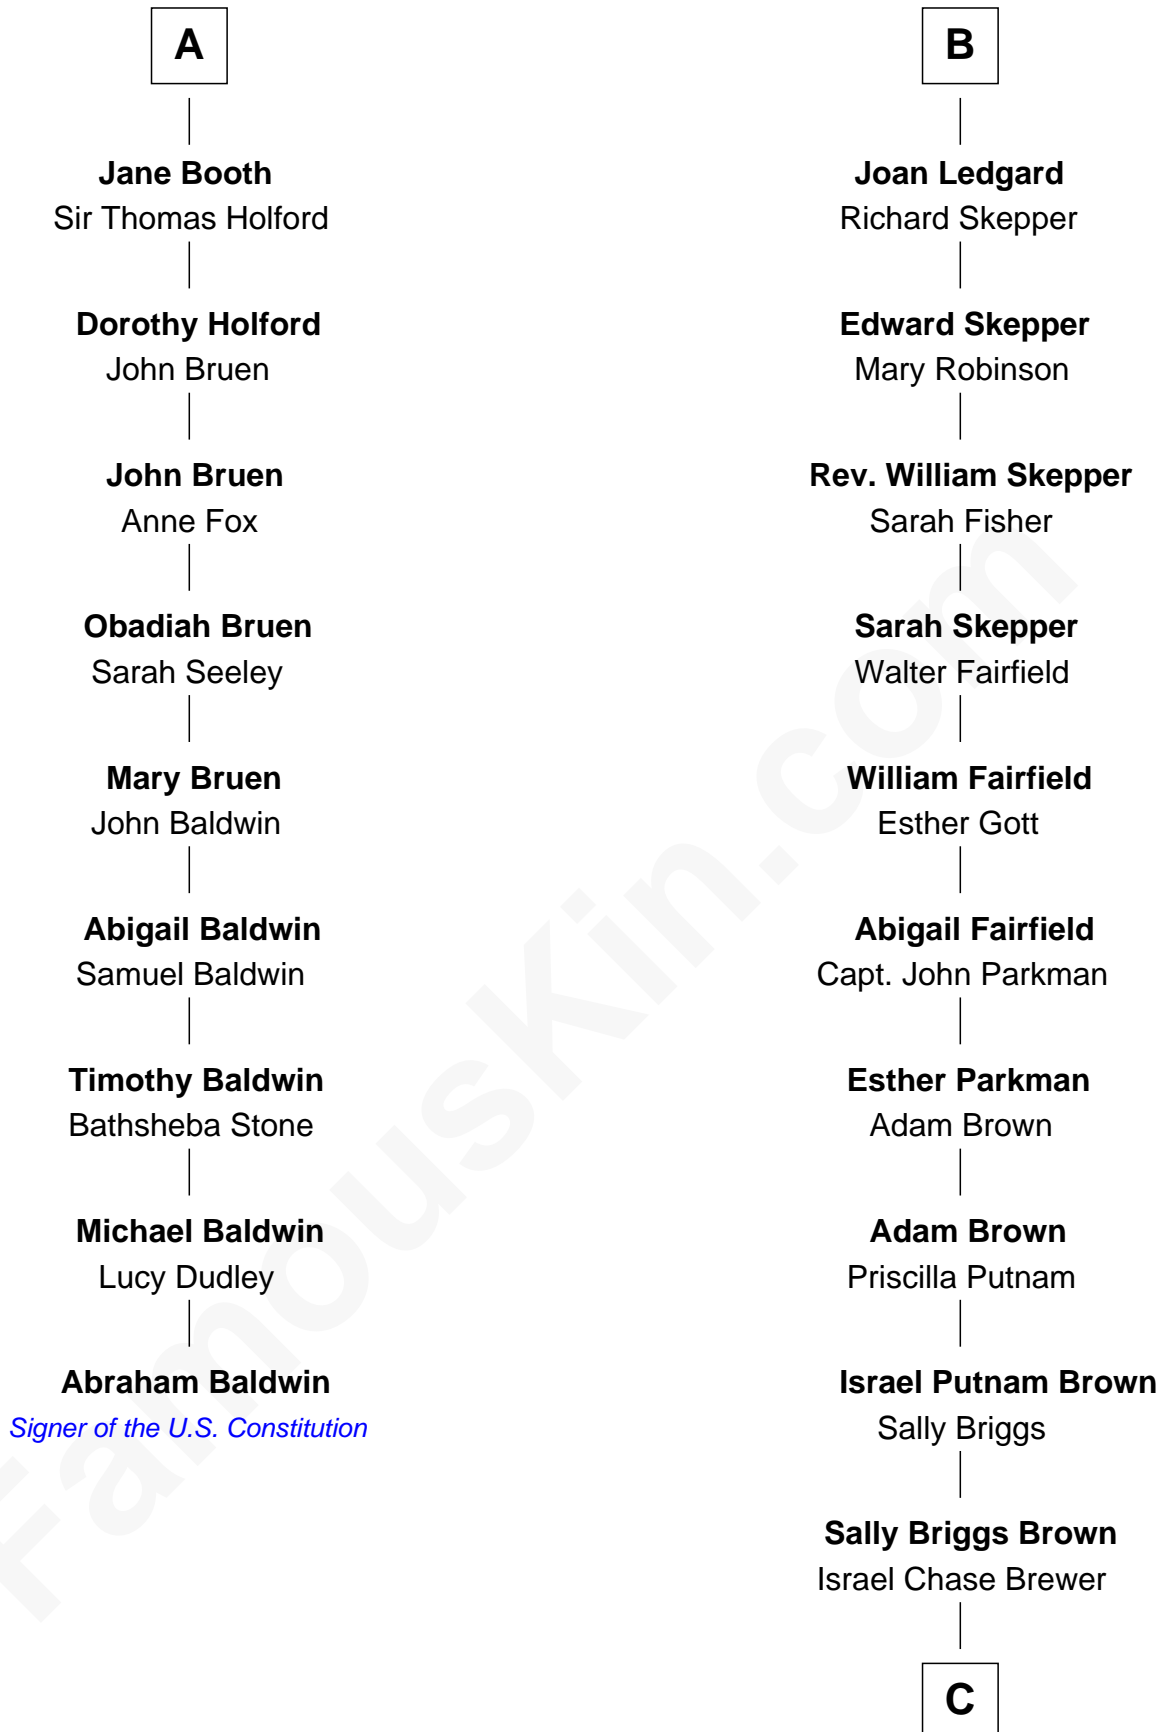 A
Jane Booth
Sir Thomas Holford
Dorothy Holford
John Bruen
John Bruen
Anne Fox
Obadiah Bruen
Sarah Seeley
Mary Bruen
John Baldwin
Abigail Baldwin
Samuel Baldwin
Timothy Baldwin
Bathsheba Stone
Michael Baldwin
Lucy Dudley
Abraham Baldwin
Signer of the U.S. Constitution
B
Joan Ledgard
Richard Skepper
Edward Skepper
Mary Robinson
Rev. William Skepper
Sarah Fisher
Sarah Skepper
Walter Fairfield
William Fairfield
Esther Gott
Abigail Fairfield
Capt. John Parkman
Esther Parkman
Adam Brown
Adam Brown
Priscilla Putnam
Israel Putnam Brown
Sally Briggs
Sally Briggs Brown
Israel Chase Brewer
C
FamousKin.com